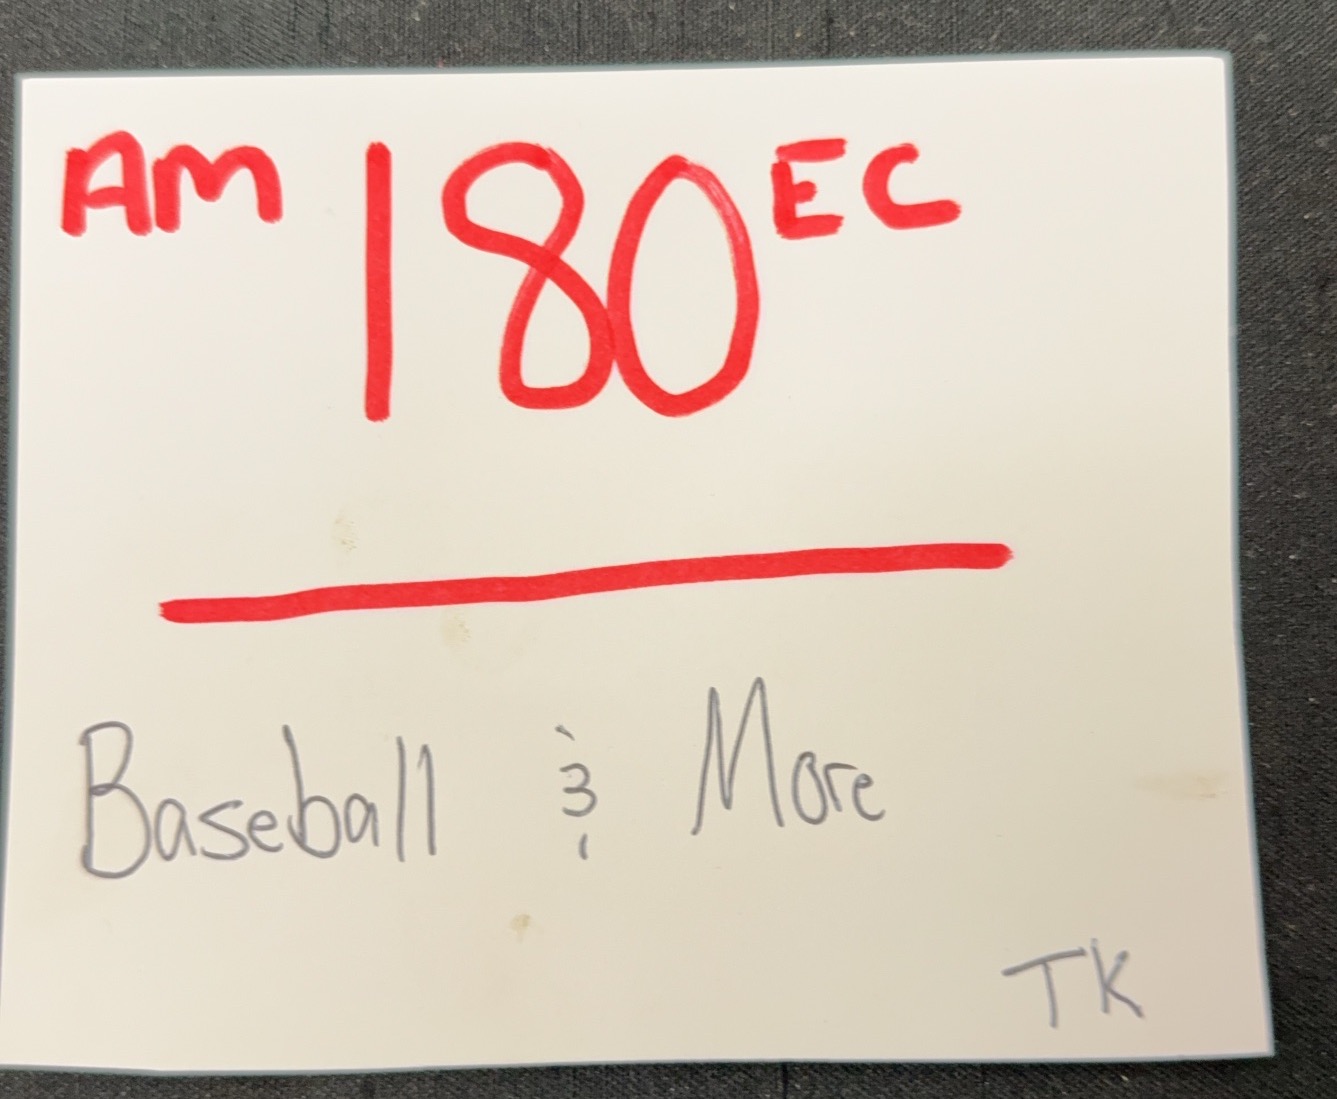 AM 180 EC
Baseball & More
TK